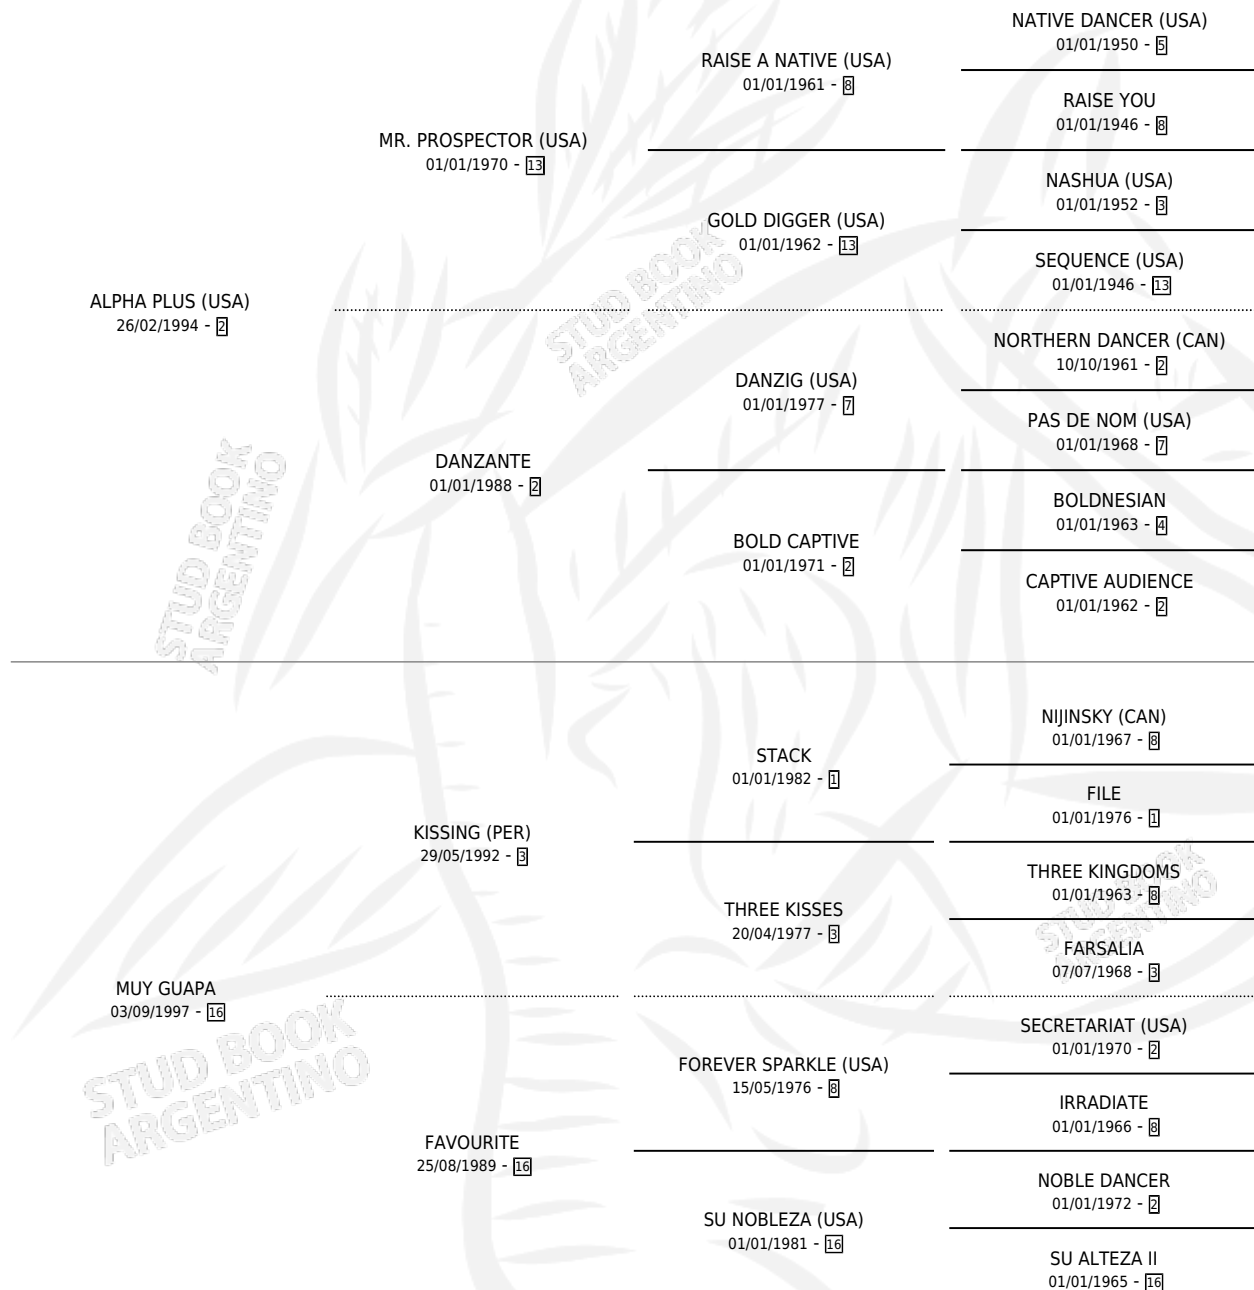 NATIVE DANCER (USA)
01/01/1950 - 5
RAISE A NATIVE (USA)
01/01/1961 - 8
RAISE YOU
01/01/1946 - 8
MR. PROSPECTOR (USA)
01/01/1970 - 13
NASHUA (USA)
01/01/1952 - 3
GOLD DIGGER (USA)
01/01/1962 - 13
SEQUENCE (USA)
01/01/1946 - 13
ALPHA PLUS (USA)
26/02/1994 - 2
STUD BOOK
ARGENTINO
NORTHERN DANCER (CAN)
10/10/1961 - 2
DANZIG (USA)
01/01/1977 - 7
PAS DE NOM (USA)
01/01/1968 - 7
DANZANTE
01/01/1988 - 2
BOLDNESIAN
01/01/1963 - 4
BOLD CAPTIVE
01/01/1971 - 2
CAPTIVE AUDIENCE
01/01/1962 - 2
STUD BOOK
ARGENTINO
NIJINSKY (CAN)
01/01/1967 - 8
STACK
01/01/1982 - 1
FILE
01/01/1976 - 1
KISSING (PER)
29/05/1992 - 3
THREE KINGDOMS
01/01/1963 - 8
THREE KISSES
20/04/1977 - 3
FARSALIA
07/07/1968 - 3
STUD BOOK
ARGENTINO
MUY GUAPA
03/09/1997 - 16
SECRETARIAT (USA)
01/01/1970 - 2
FOREVER SPARKLE (USA)
15/05/1976 - 8
IRRADIATE
01/01/1966 - 8
STUD BOOK
ARGENTINO
FAVOURITE
25/08/1989 - 16
NOBLE DANCER
01/01/1972 - 2
SU NOBLEZA (USA)
01/01/1981 - 16
SU ALTEZA II
01/01/1965 - 16